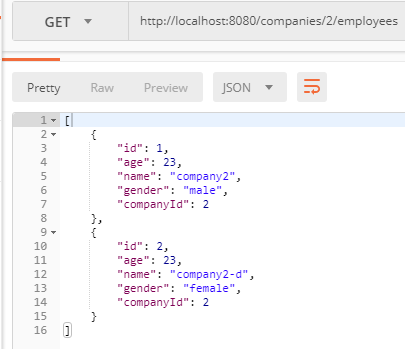 GET http://localhost:8080/companies/2/employees
Pretty Raw Preview JSON
1 [
2 {
3 "id": 1,
4 "age": 23,
5 "name": "company2",
6 "gender": "male",
7 "companyId": 2
8 },
9 {
10 "id": 2,
11 "age": 23,
12 "name": "company2-d",
13 "gender": "female",
14 "companyId": 2
15 }
16 ]